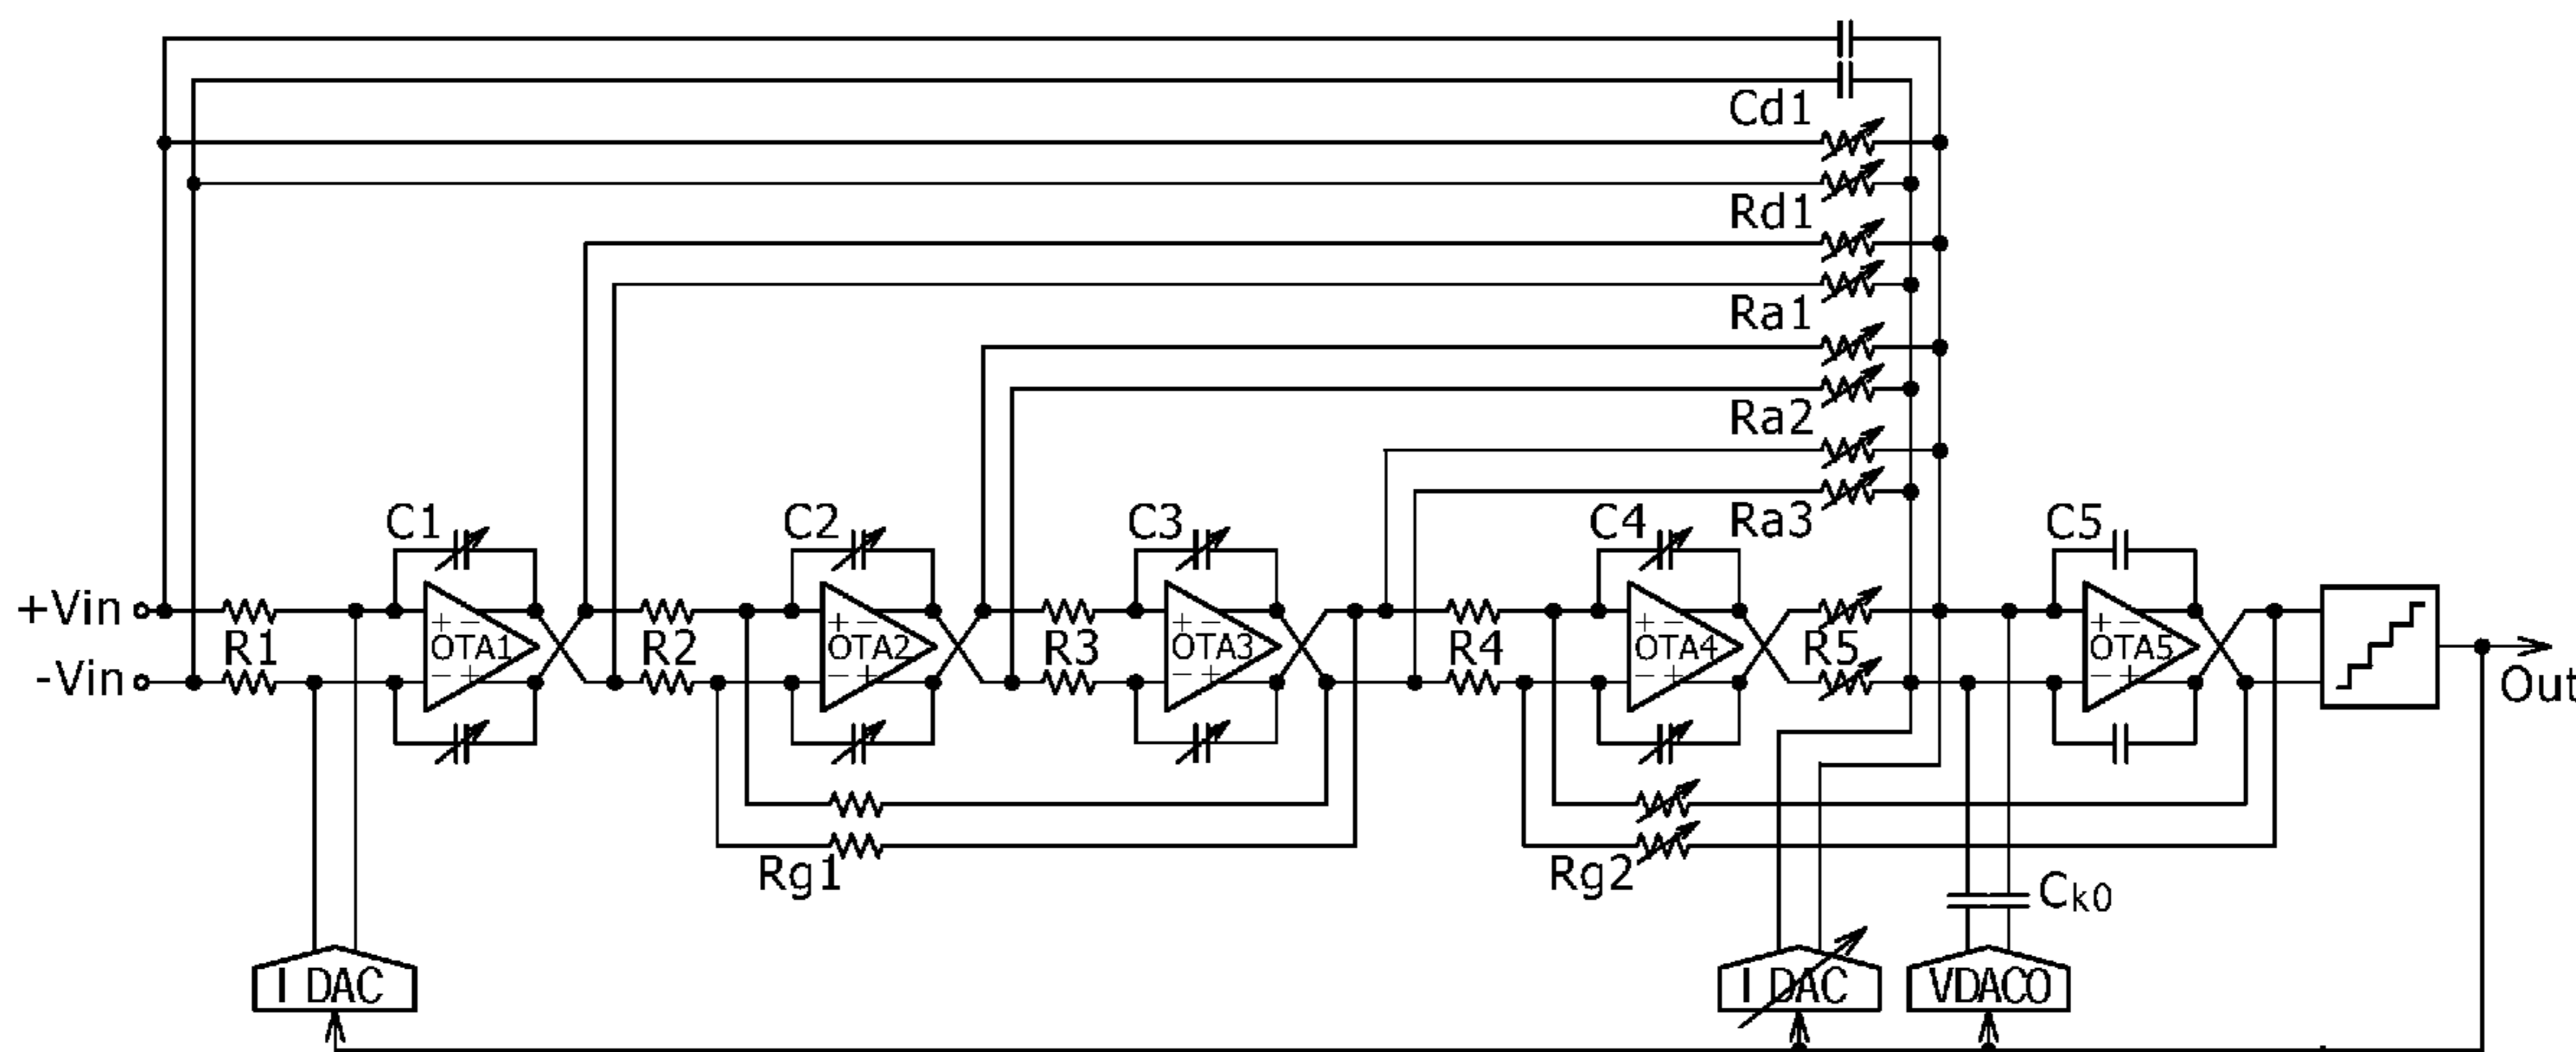 Cd1
Rd1
Ra1
Ra2
Ra3
C1
C2
C3
C4
C5
+Vin
-Vin
R1
+ −
OTA1
− +
R2
+ −
OTA2
− +
R3
+ −
OTA3
− +
R4
+ −
OTA4
− +
R5
+ −
OTA5
− +
Out
Rg1
Rg2
Ck0
I DAC
I DAC
VDAC0